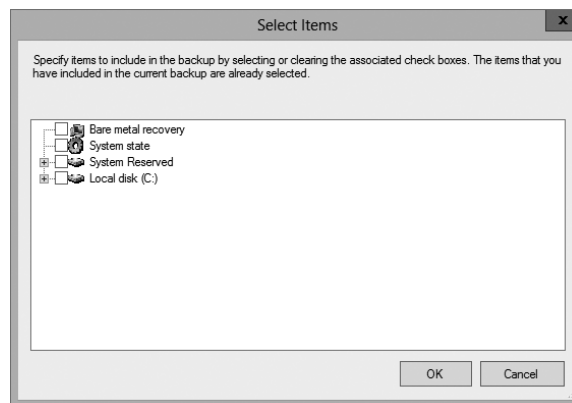 Select Items
x
Specify items to include in the backup by selecting or clearing the associated check boxes. The items that you
have included in the current backup are already selected.
Bare metal recovery
System state
System Reserved
Local disk (C:)
OK Cancel